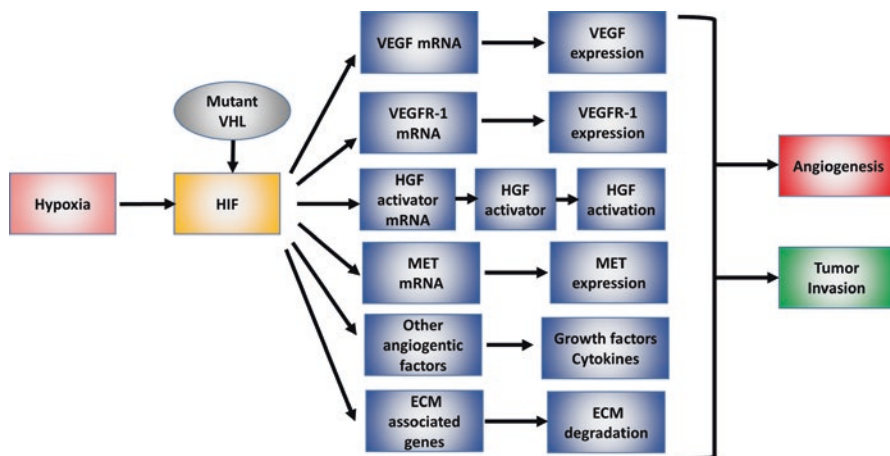 VEGF mRNA
VEGF
expression
Mutant
VHL
VEGFR-1
mRNA
VEGFR-1
expression
Angiogenesis
Hypoxia
HIF
HGF
activator
mRNA
HGF
activator
HGF
activation
MET
mRNA
MET
expression
Tumor
Invasion
Other
angiogentic
factors
Growth factors
Cytokines
ECM
associated
genes
ECM
degradation